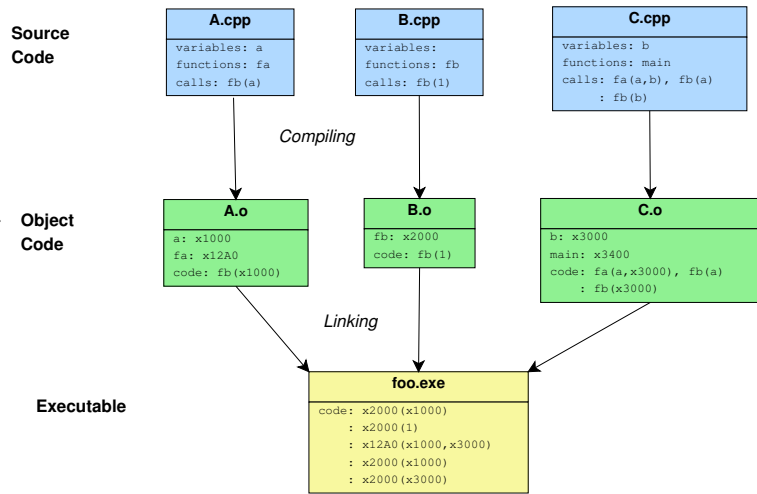 Source
Code
A.cpp
variables: a
functions: fa
calls: fb(a)
B.cpp
variables:
functions: fb
calls: fb(1)
C.cpp
variables: b
functions: main
calls: fa(a,b), fb(a)
: fb(b)
Compiling
Object
Code
A.o
a: x1000
fa: x12A0
code: fb(x1000)
B.o
fb: x2000
code: fb(1)
C.o
b: x3000
main: x3400
code: fa(a,x3000), fb(a)
: fb(x3000)
Linking
Executable
foo.exe
code: x2000(x1000)
: x2000(1)
: x12A0(x1000,x3000)
: x2000(x1000)
: x2000(x3000)